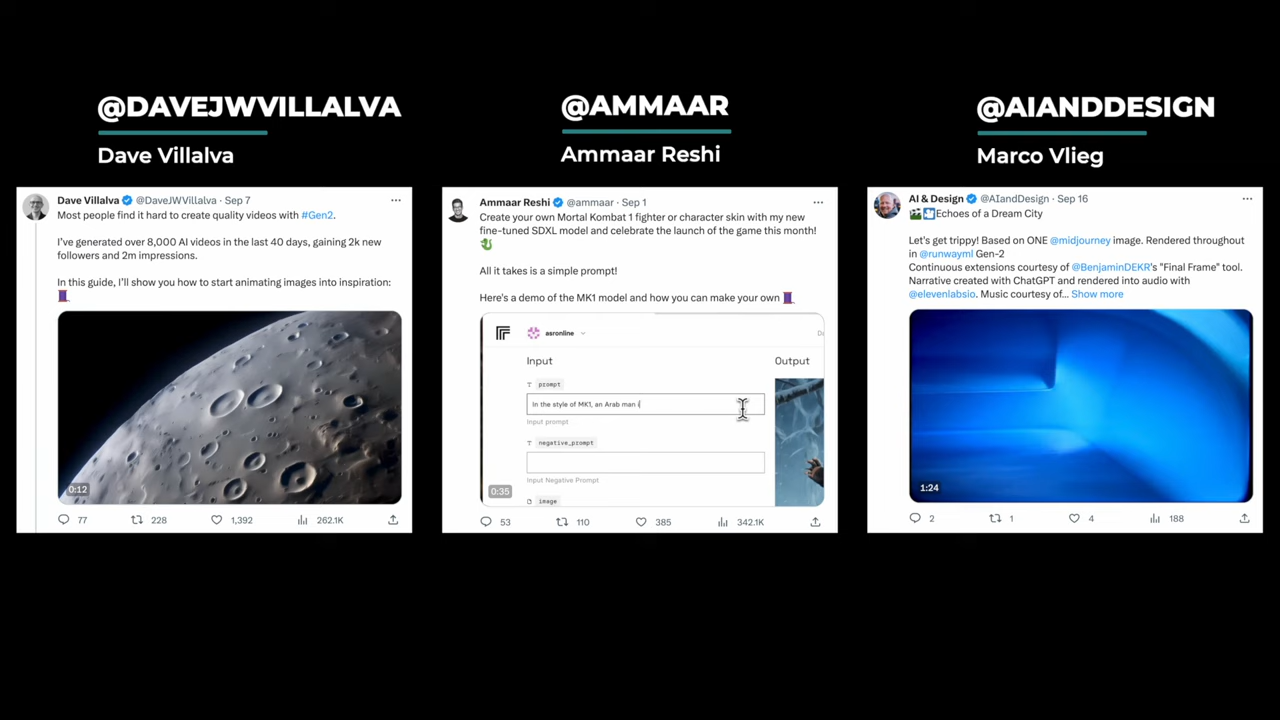 @DAVEJWVILLALVA
Dave Villalva
Dave Villalva @DaveJWVillalva · Sep 7
Most people find it hard to create quality videos with #Gen2.
I've generated over 8,000 AI videos in the last 40 days, gaining 2k new
followers and 2m impressions.
In this guide, I'll show you how to start animating images into inspiration:
0:12
77 228 1,392 262.1K
@AMMAAR
Ammaar Reshi
Ammaar Reshi @ammaar · Sep 1
Create your own Mortal Kombat 1 fighter or character skin with my new
fine-tuned SDXL model and celebrate the launch of the game this month!
All it takes is a simple prompt!
Here's a demo of the MK1 model and how you can make your own
asronline
Da
Input
Output
T prompt
In the style of MK1, an Arab man i
Input prompt
T negative_prompt
Input Negative Prompt
image
0:35
53 110 385 342.1K
@AIANDDESIGN
Marco Vlieg
AI & Design @AIandDesign · Sep 16
Echoes of a Dream City
Let's get trippy! Based on ONE @midjourney image. Rendered throughout
in @runwayml Gen-2
Continuous extensions courtesy of @BenjaminDEKR's "Final Frame" tool.
Narrative created with ChatGPT and rendered into audio with
@elevenlabsio. Music courtesy of... Show more
1:24
2 1 4 188